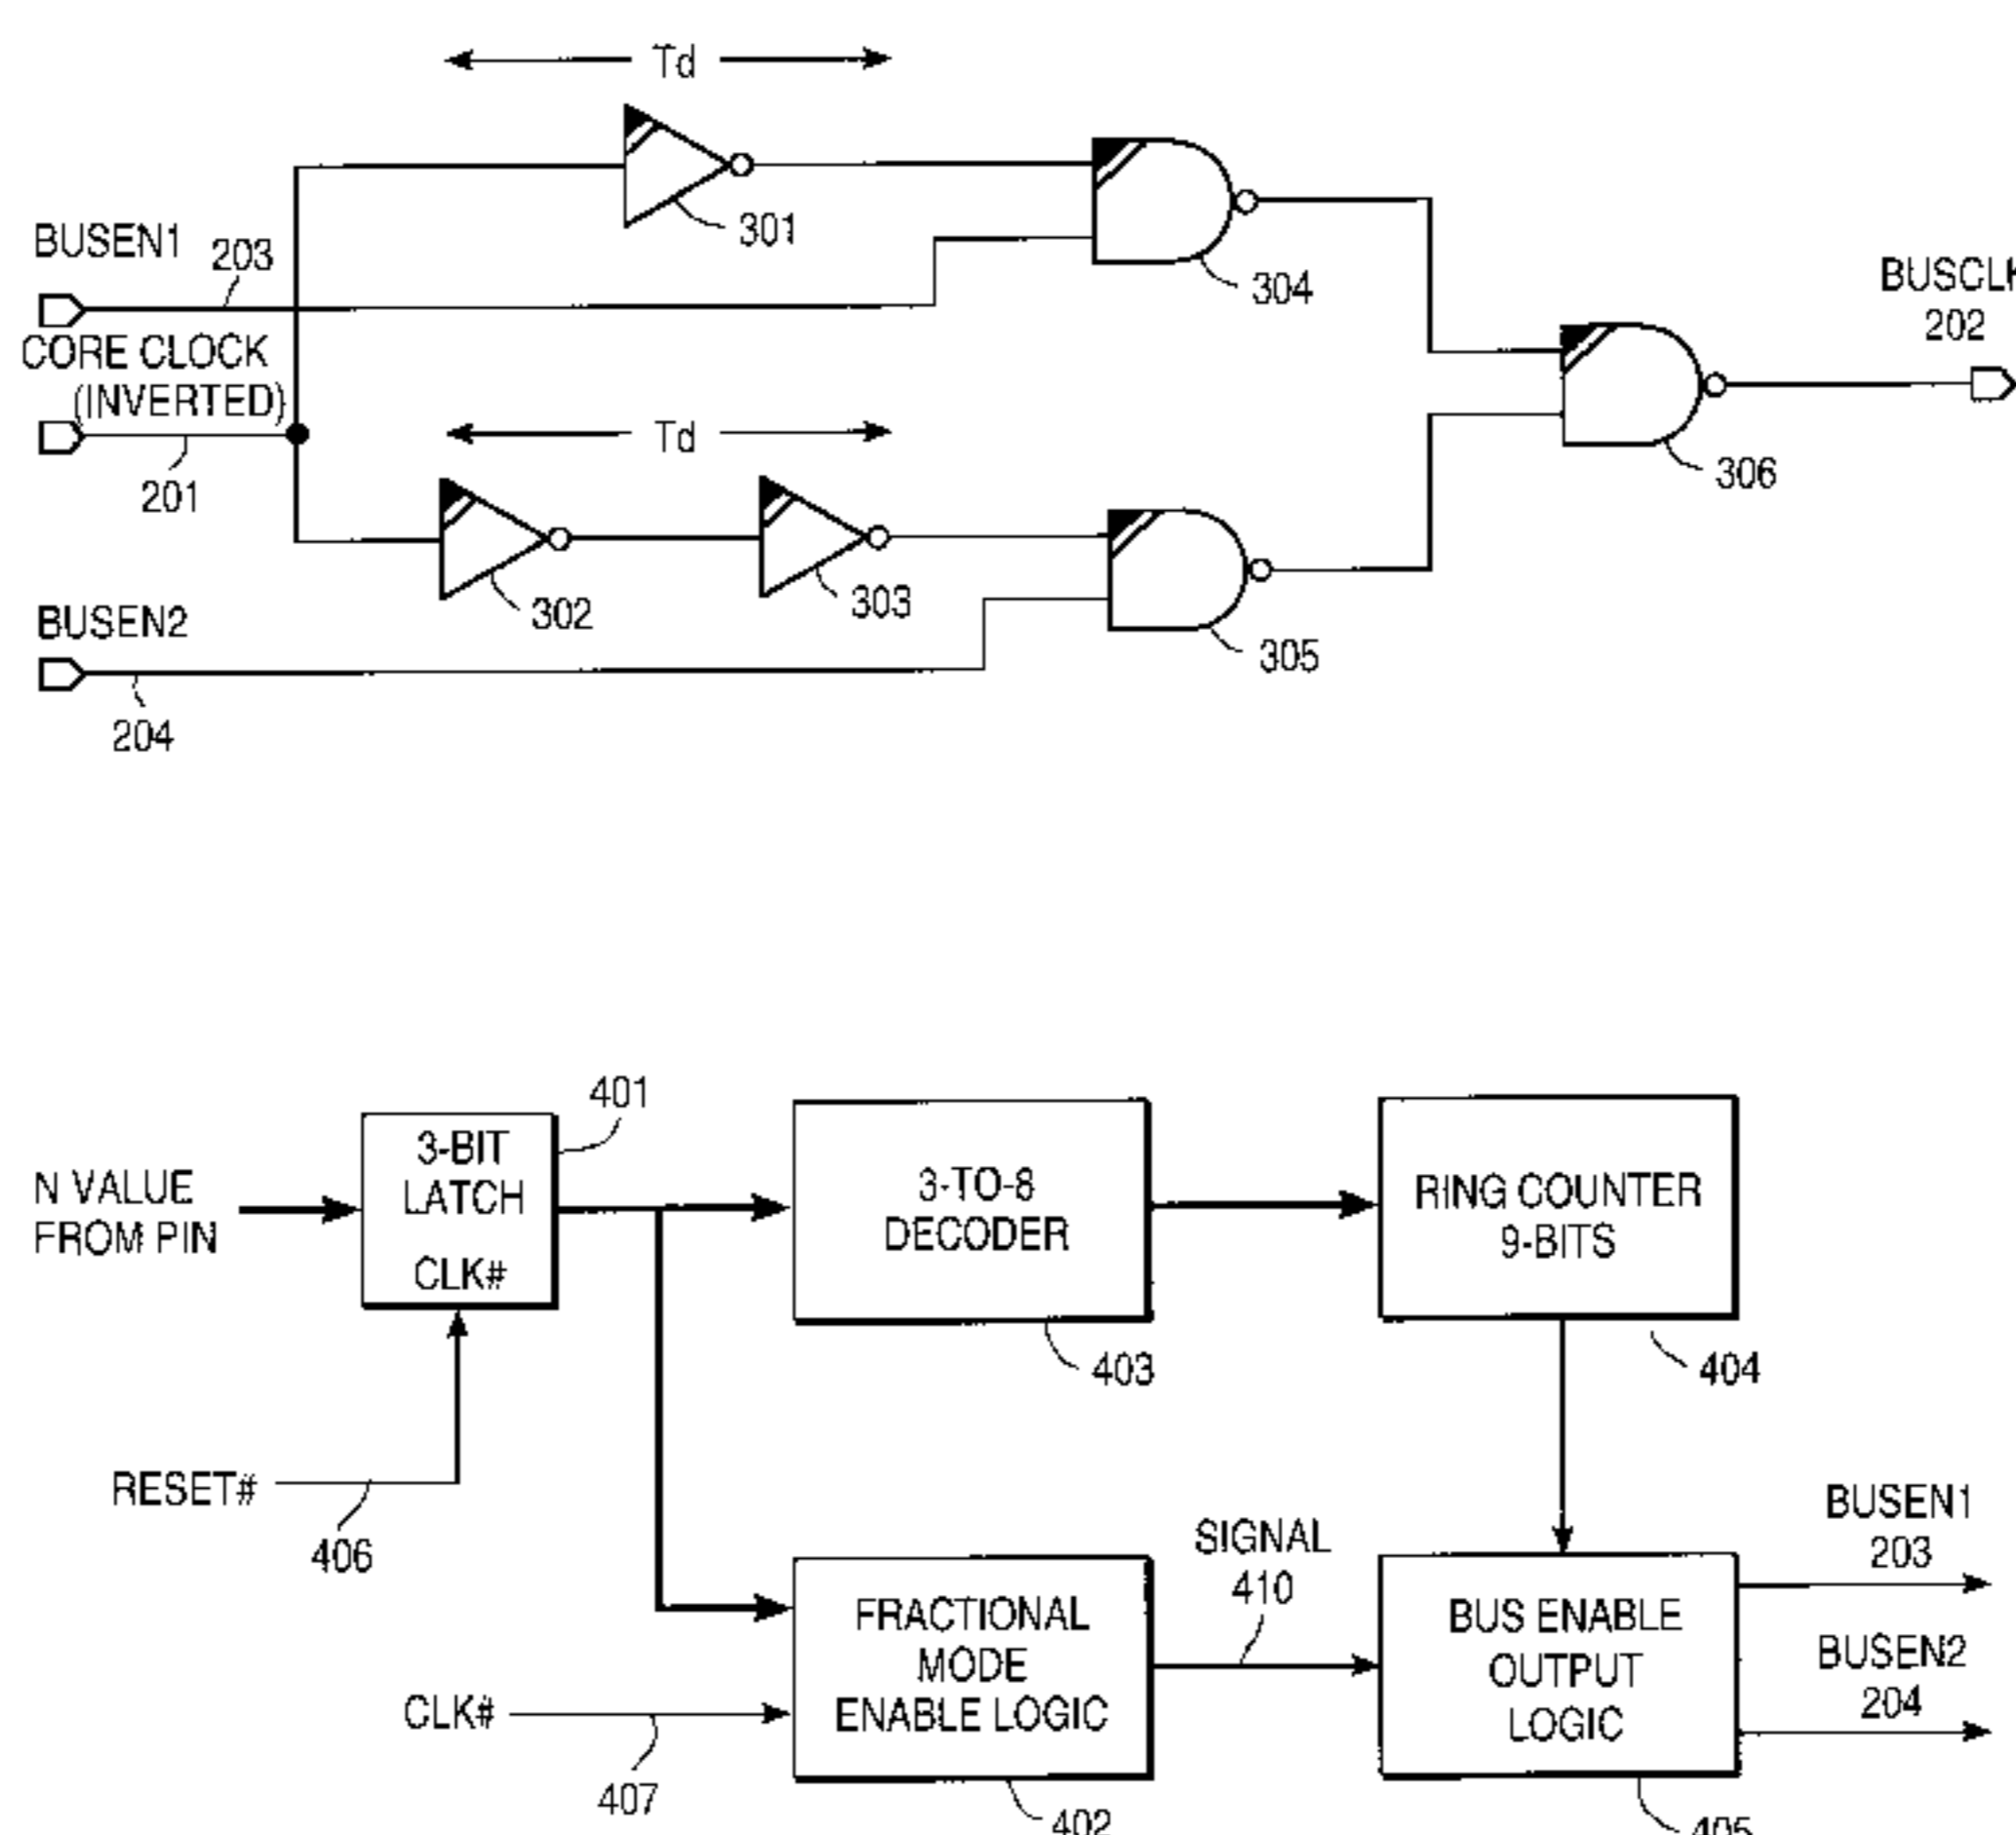 Td
301
BUSEN1
203
304
BUSCLK
202
CORE CLOCK
(INVERTED)
201
Td
306
302
303
BUSEN2
305
204
401
3-BIT
LATCH
CLK#
N VALUE
FROM PIN
3-TO-8
DECODER
RING COUNTER
9-BITS
403
404
RESET#
406
SIGNAL
410
BUSEN1
203
FRACTIONAL
MODE
ENABLE LOGIC
BUS ENABLE
OUTPUT
LOGIC
BUSEN2
204
CLK#
407
402
405